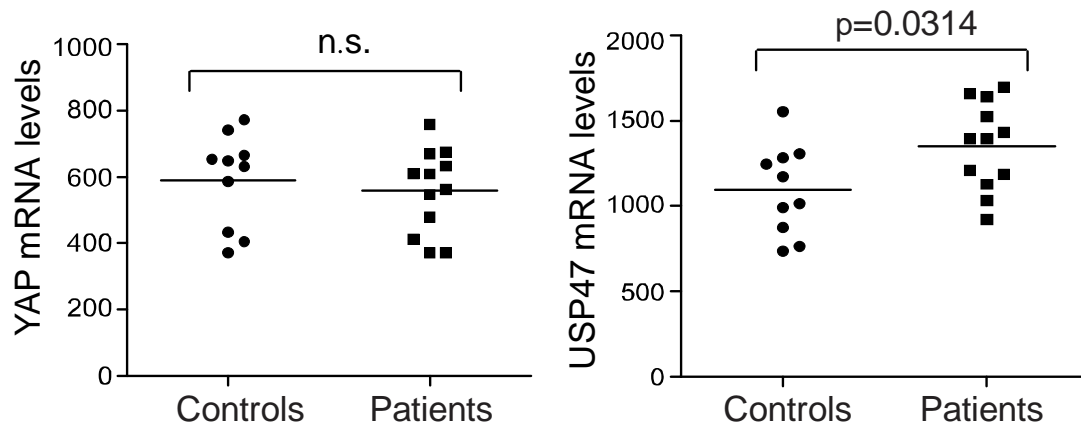 n.s.
YAP mRNA levels
1000
800
600
400
200
0
Controls Patients
p=0.0314
USP47 mRNA levels
2000
1500
1000
500
0
Controls Patients